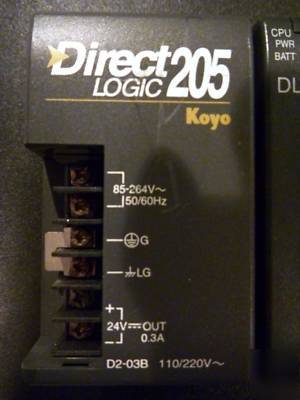 Direct
LOGIC
205
Koyo
85-264V~
50/60Hz
G
LG
+
24V⎓OUT
0.3A
D2-03B 110/220V~
CPU
PWR
BATT
DL